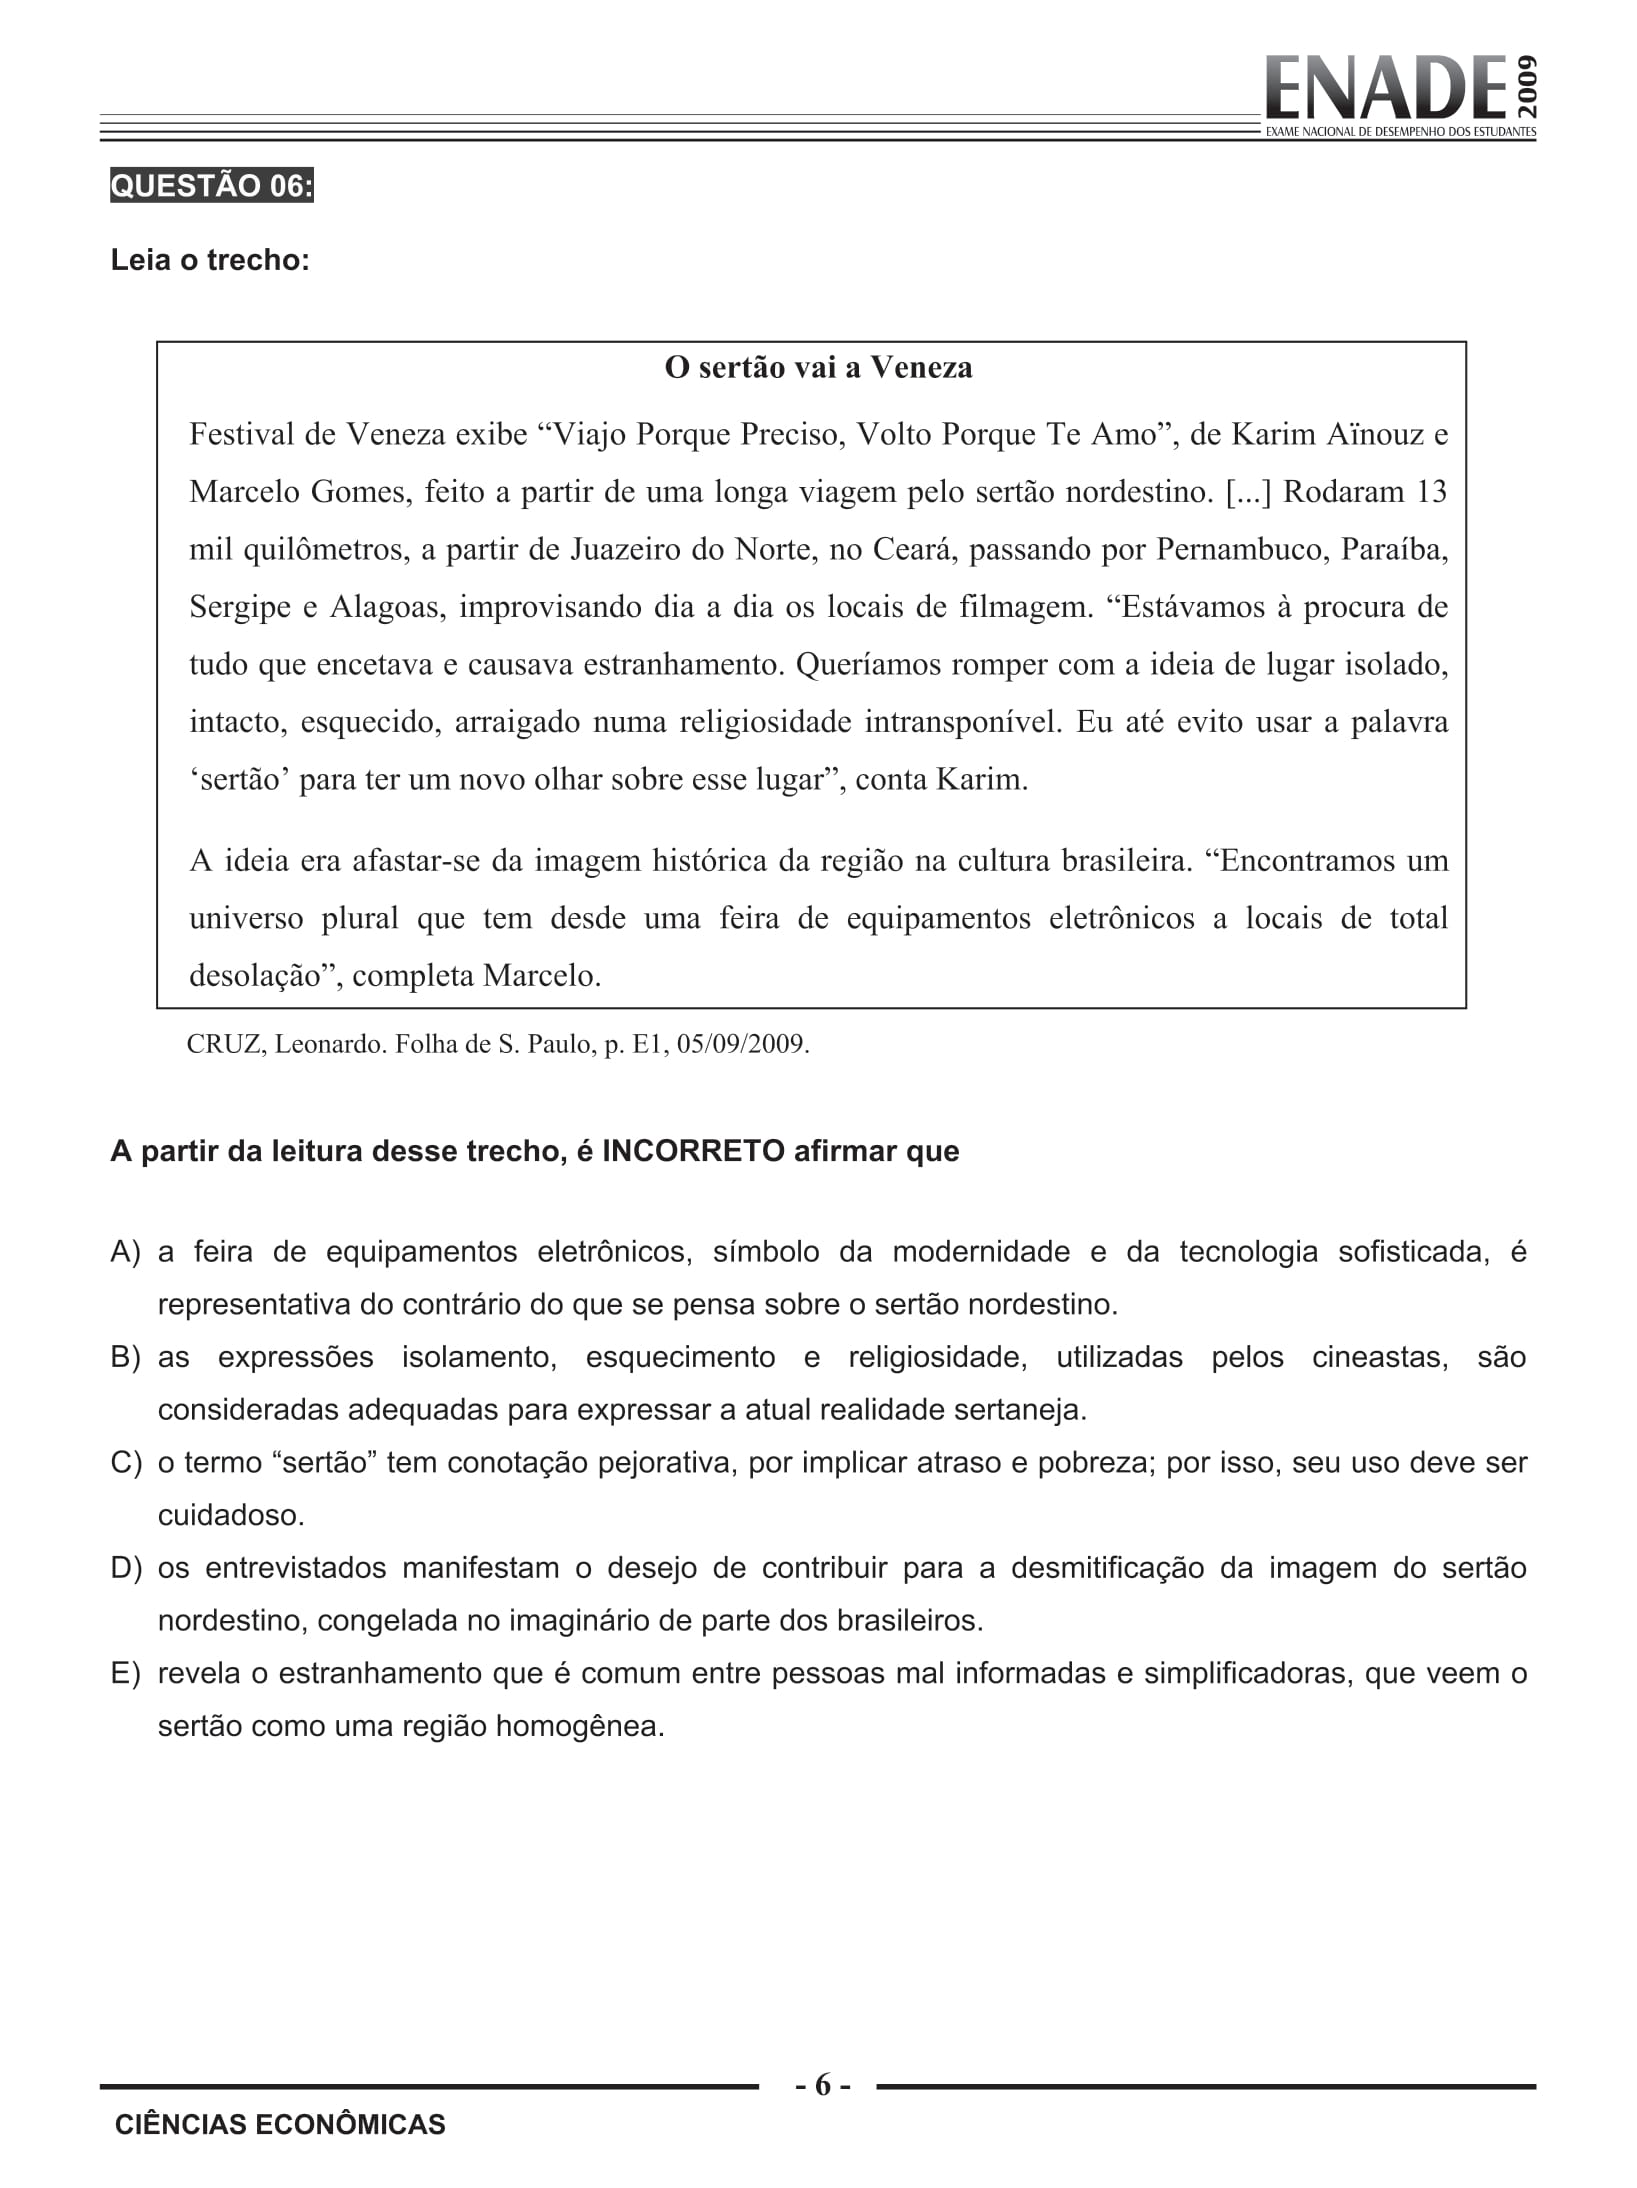 ENADE 2009
EXAME NACIONAL DE DESEMPENHO DOS ESTUDANTES
QUESTÃO 06:
Leia o trecho:
O sertão vai a Veneza
Festival de Veneza exibe “Viajo Porque Preciso, Volto Porque Te Amo”, de Karim Aïnouz e
Marcelo Gomes, feito a partir de uma longa viagem pelo sertão nordestino. [...] Rodaram 13
mil quilômetros, a partir de Juazeiro do Norte, no Ceará, passando por Pernambuco, Paraíba,
Sergipe e Alagoas, improvisando dia a dia os locais de filmagem. “Estávamos à procura de
tudo que encetava e causava estranhamento. Queríamos romper com a ideia de lugar isolado,
intacto, esquecido, arraigado numa religiosidade intransponível. Eu até evito usar a palavra
‘sertão’ para ter um novo olhar sobre esse lugar”, conta Karim.
A ideia era afastar-se da imagem histórica da região na cultura brasileira. “Encontramos um
universo plural que tem desde uma feira de equipamentos eletrônicos a locais de total
desolação”, completa Marcelo.
CRUZ, Leonardo. Folha de S. Paulo, p. E1, 05/09/2009.
A partir da leitura desse trecho, é INCORRETO afirmar que
A) a feira de equipamentos eletrônicos, símbolo da modernidade e da tecnologia sofisticada, é
representativa do contrário do que se pensa sobre o sertão nordestino.
B) as expressões isolamento, esquecimento e religiosidade, utilizadas pelos cineastas, são
consideradas adequadas para expressar a atual realidade sertaneja.
C) o termo “sertão” tem conotação pejorativa, por implicar atraso e pobreza; por isso, seu uso deve ser
cuidadoso.
D) os entrevistados manifestam o desejo de contribuir para a desmitificação da imagem do sertão
nordestino, congelada no imaginário de parte dos brasileiros.
E) revela o estranhamento que é comum entre pessoas mal informadas e simplificadoras, que veem o
sertão como uma região homogênea.
- 6 -
CIÊNCIAS ECONÔMICAS